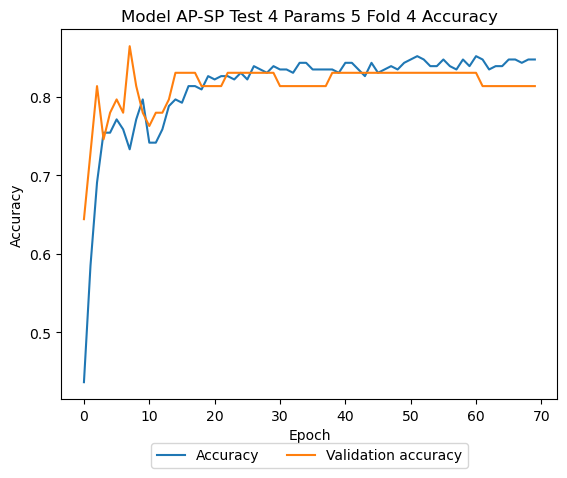 Model AP-SP Test 4 Params 5 Fold 4 Accuracy
Accuracy
0.8
0.7
0.6
0.5
0 10 20 30 40 50 60 70
Epoch
Accuracy Validation accuracy